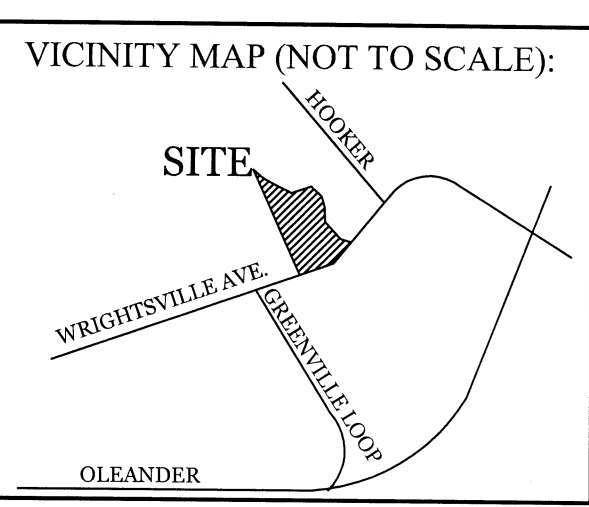 VICINITY MAP (NOT TO SCALE):
HOOKER
SITE
WRIGHTSVILLE AVE.
GREENVILLE LOOP
OLEANDER